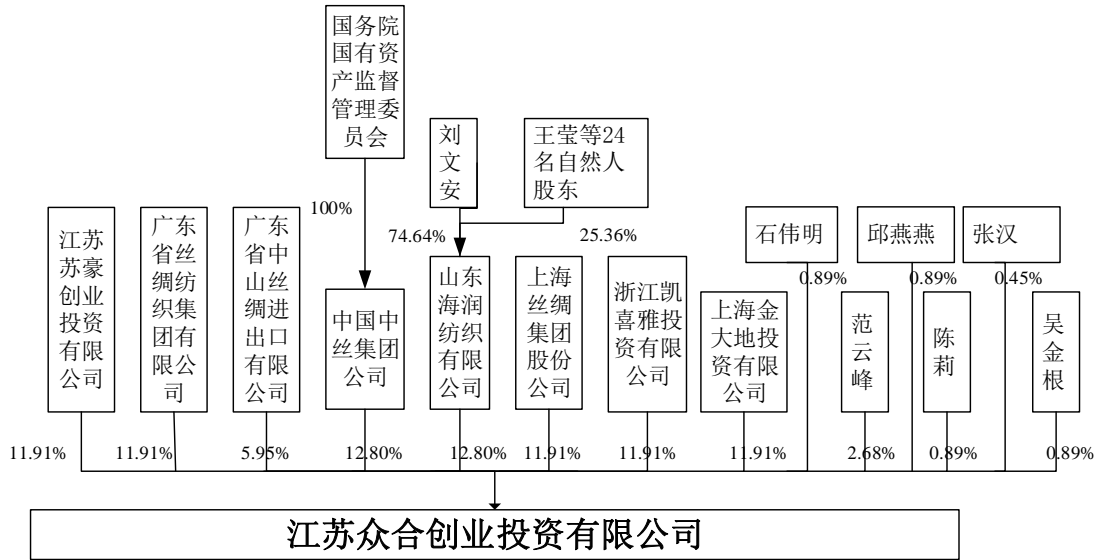 国务院
国有资
产监督
管理委
员会
刘
文
安
王莹等24
名自然人
股东
100%
74.64%
25.36%
江苏
苏豪
创业
投资
有限
公司
广东
省丝
绸纺
织集
团有
限公
司
广东
省中
山丝
绸进
出口
有限
公司
中国中
丝集团
公司
山东
海润
纺织
有限
公司
上海
丝绸
集团
股份
公司
浙江凯
喜雅投
资有限
公司
上海金
大地投
资有限
公司
石伟明
邱燕燕
张汉
0.89%
0.89%
0.45%
范
云
峰
陈
莉
吴
金
根
11.91%
11.91%
5.95%
12.80%
12.80%
11.91%
11.91%
11.91%
2.68%
0.89%
0.89%
江苏众合创业投资有限公司